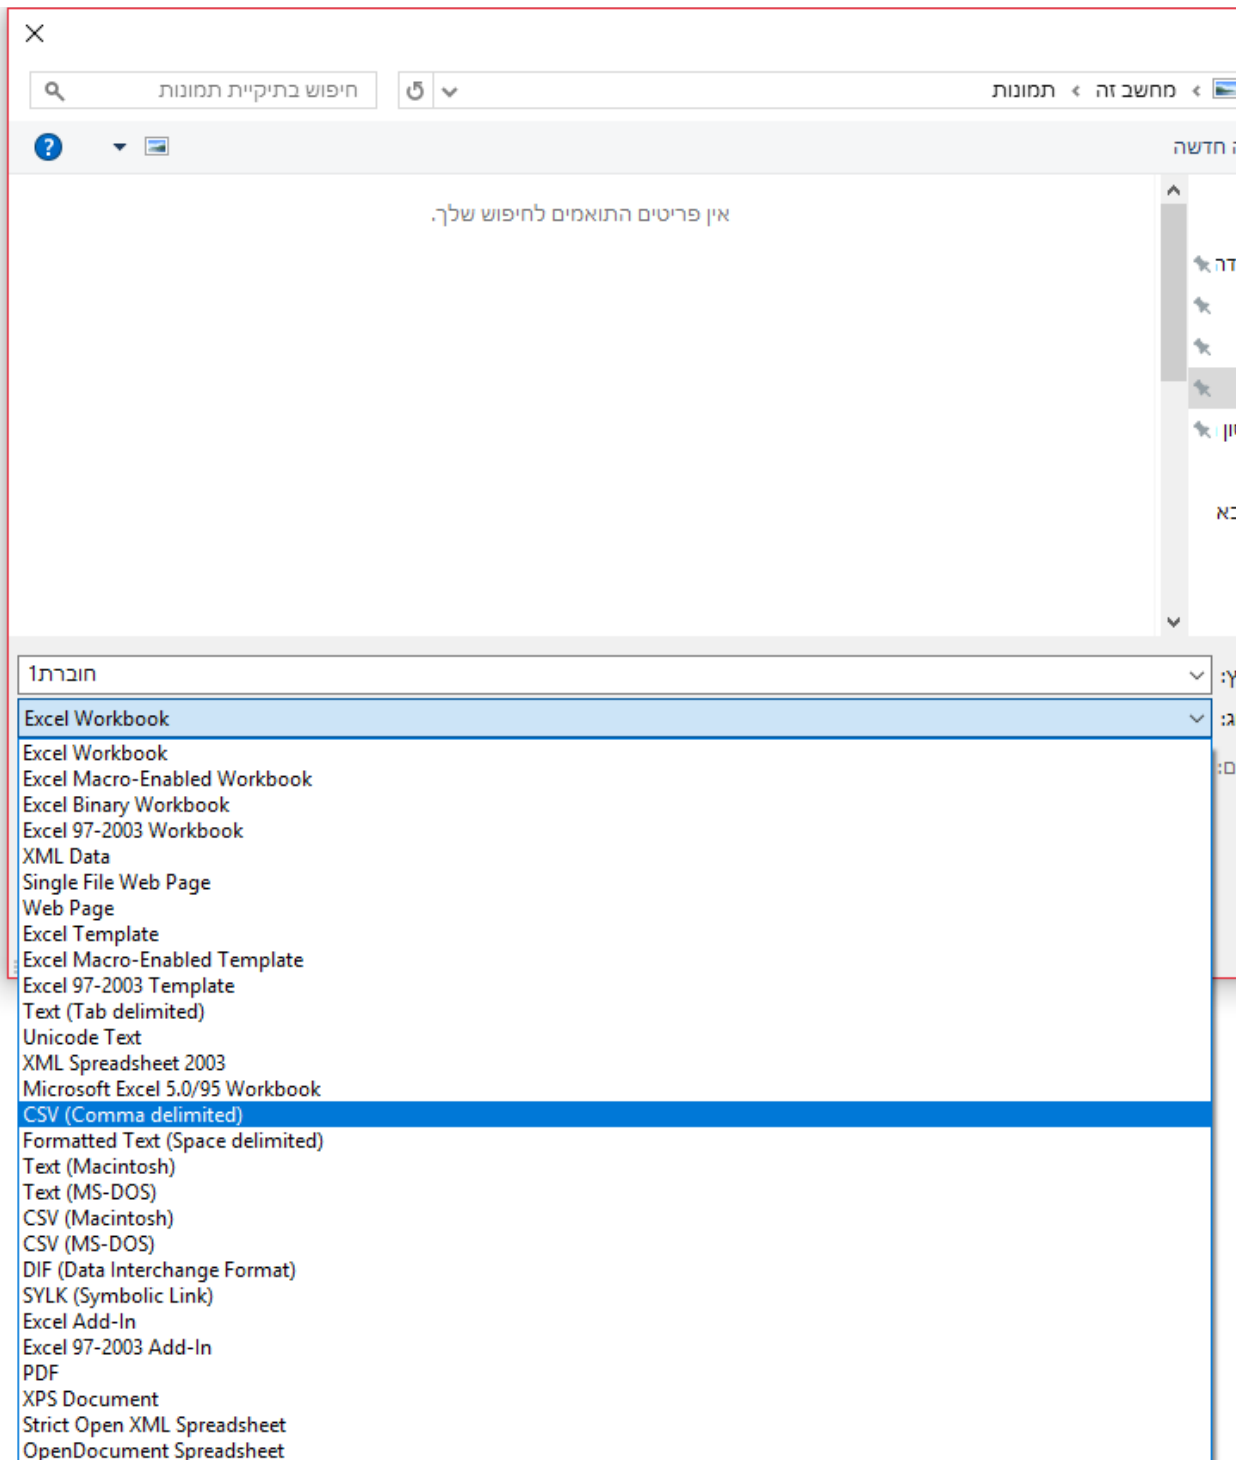 מחשב זה › תמונות
חיפוש בתיקיית תמונות
חדשה
אין פריטים התואמים לחיפוש שלך.
חוברת1
Excel Workbook
Excel Workbook
Excel Macro-Enabled Workbook
Excel Binary Workbook
Excel 97-2003 Workbook
XML Data
Single File Web Page
Web Page
Excel Template
Excel Macro-Enabled Template
Excel 97-2003 Template
Text (Tab delimited)
Unicode Text
XML Spreadsheet 2003
Microsoft Excel 5.0/95 Workbook
CSV (Comma delimited)
Formatted Text (Space delimited)
Text (Macintosh)
Text (MS-DOS)
CSV (Macintosh)
CSV (MS-DOS)
DIF (Data Interchange Format)
SYLK (Symbolic Link)
Excel Add-In
Excel 97-2003 Add-In
PDF
XPS Document
Strict Open XML Spreadsheet
OpenDocument Spreadsheet